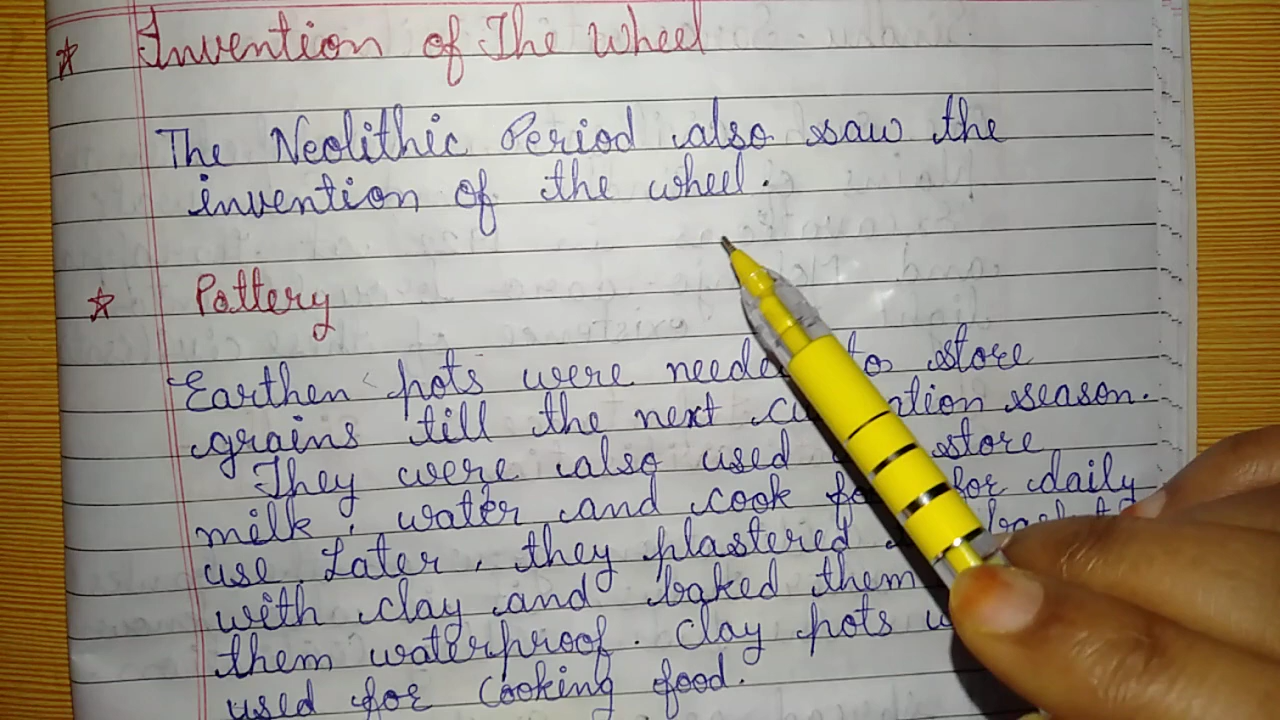 Invention of The Wheel
The Neolithic Period also saw the
invention of the wheel.
Pottery
Earthen pots were to store
grains till the next season.
They were also used store
milk, water and cook for daily
use. Later, they plastered
with clay and baked them
them waterproof. Clay pots
used for cooking food.